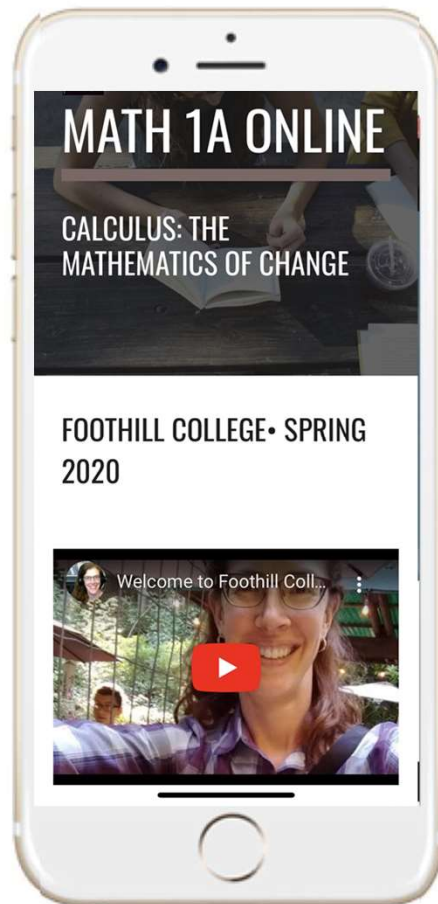 MATH 1A ONLINE
CALCULUS: THE
MATHEMATICS OF CHANGE
FOOTHILL COLLEGE• SPRING
2020
Welcome to Foothill Coll...